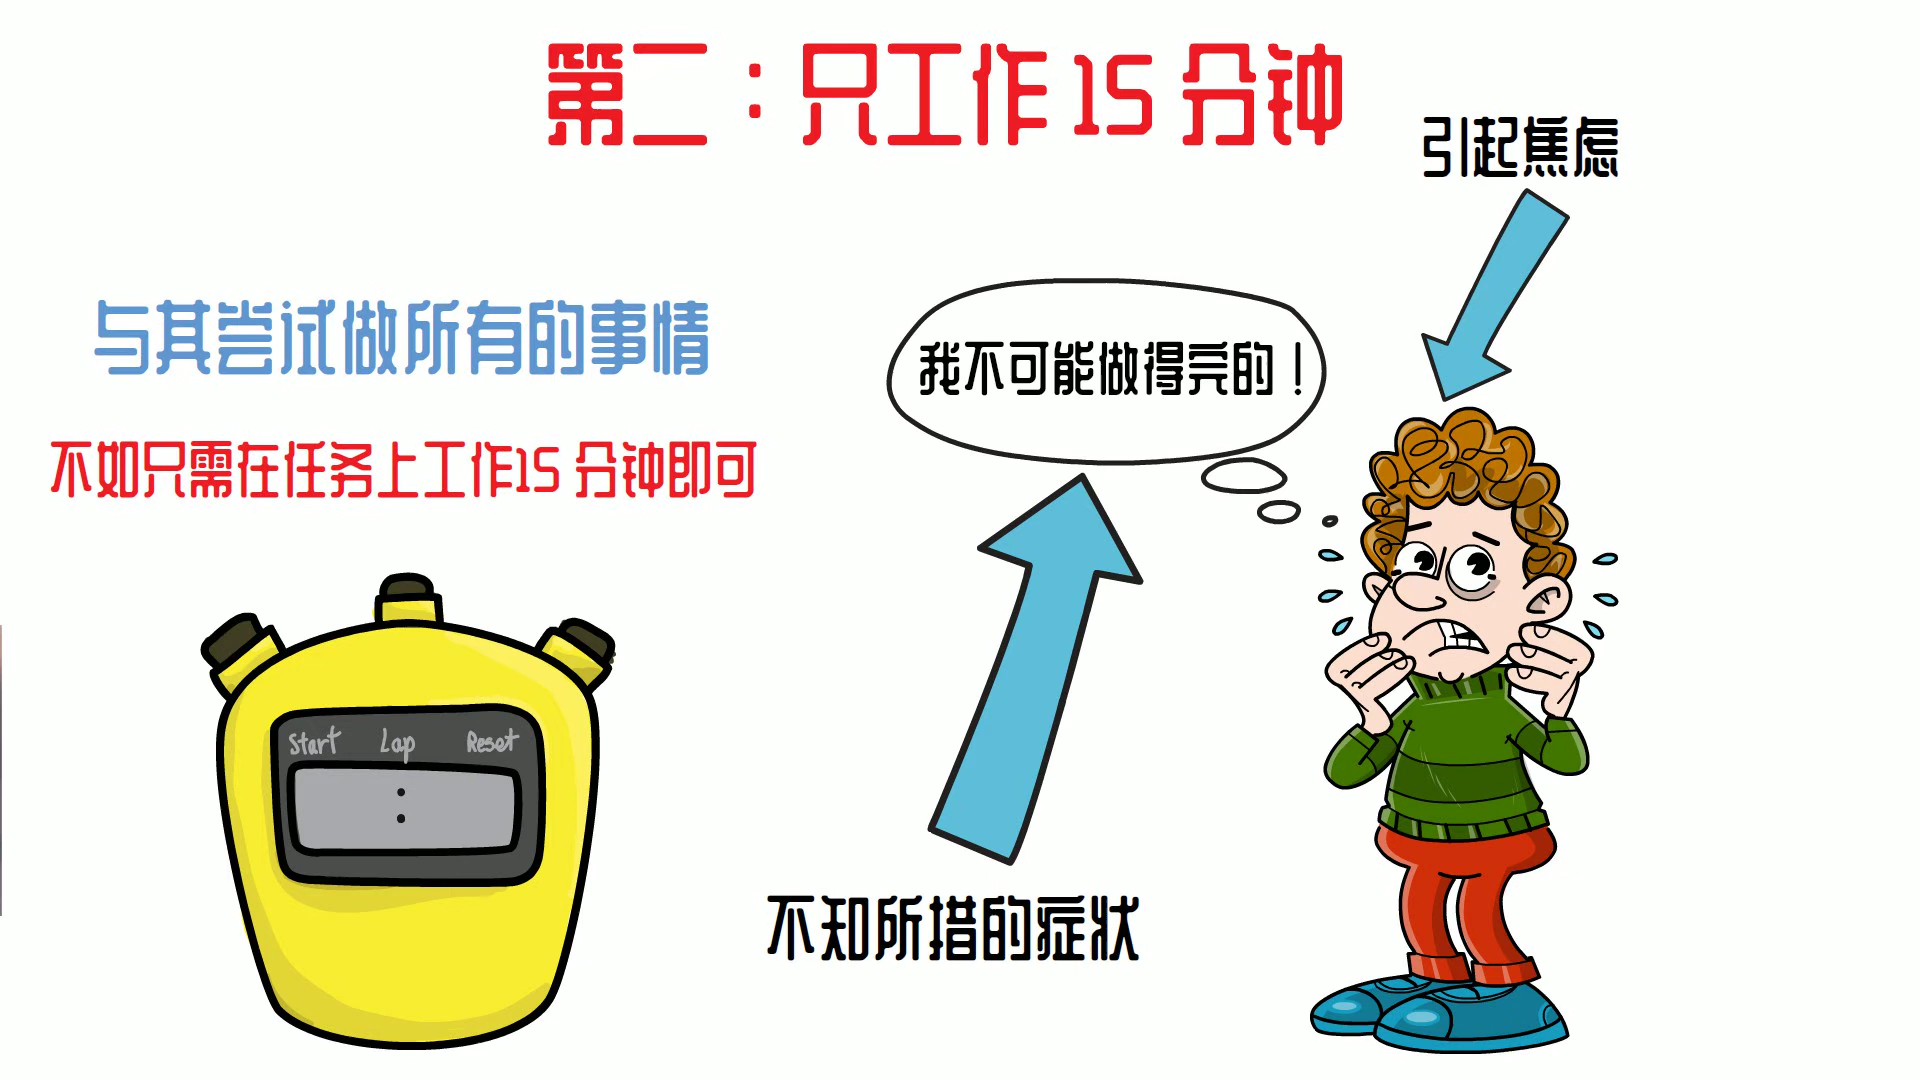 第二：只工作15分钟
引起焦虑
与其尝试做所有的事情
我不可能做得完的！
不如只需在任务上工作15分钟即可
Start Lap Reset
:
不知所措的症状